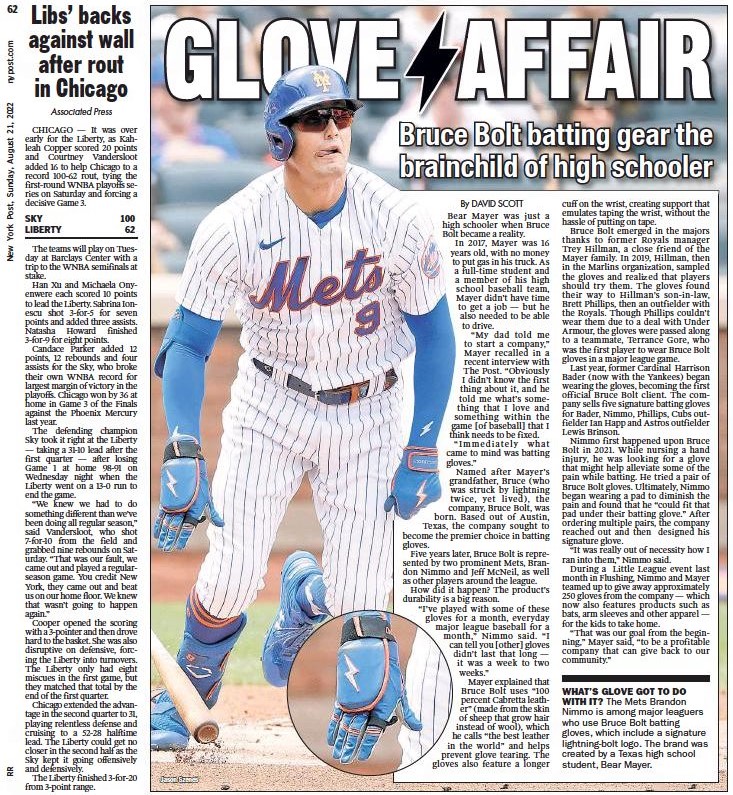 62
nypost.com
New York Post, Sunday, August 21, 2022
RR
Libs’ backs
against wall
after rout
in Chicago
Associated Press
CHICAGO — It was over
early for the Liberty, as Kah-
leah Copper scored 20 points
and Courtney Vandersloot
added 16 to help Chicago to a
record 100-62 rout, tying the
first-round WNBA playoffs se-
ries on Saturday and forcing a
decisive Game 3.
SKY 100
LIBERTY 62
The teams will play on Tues-
day at Barclays Center with a
trip to the WNBA semifinals at
stake.
Han Xu and Michaela Ony-
enwere each scored 10 points
to lead the Liberty, Sabrina Ion-
escu shot 3-for-5 for seven
points and added three assists.
Natasha Howard finished
3-for-9 for eight points.
Candace Parker added 12
points, 12 rebounds and four
assists for the Sky, who broke
their own WNBA record for
largest margin of victory in the
playoffs. Chicago won by 36 at
home in Game 3 of the Finals
against the Phoenix Mercury
last year.
The defending champion
Sky took it right at the Liberty
— taking a 31-10 lead after the
first quarter — after losing
Game 1 at home 98-91 on
Wednesday night when the
Liberty went on a 13-0 run to
end the game.
“We knew we had to do
something different than we’ve
been doing all regular season,”
said Vandersloot, who shot
7-for-10 from the field and
grabbed nine rebounds on Sat-
urday. “That was our fault, we
came out and played a regular-
season game. You credit New
York, they came out and beat
us on our home floor. We knew
that wasn’t going to happen
again.”
Cooper opened the scoring
with a 3-pointer and then drove
hard to the basket. She was also
disruptive on defensive, forc-
ing the Liberty into turnovers.
The Liberty only had eight
miscues in the first game, but
they matched that total by the
end of the first quarter.
Chicago extended the advan-
tage in the second quarter to 31,
playing relentless defense and
cruising to a 52-28 halftime
lead. The Liberty could get no
closer in the second half as the
Sky kept it going offensively
and defensively.
The Liberty finished 3-for-20
from 3-point range.
GLOVE AFFAIR
Bruce Bolt batting gear the
brainchild of high schooler
NY
Mets
9
By DAVID SCOTT
Bear Mayer was just a
high schooler when Bruce
Bolt became a reality.
In 2017, Mayer was 16
years old, with no money
to put gas in his truck. As
a full-time student and
a member of his high
school baseball team,
Mayer didn’t have time
to get a job — but he
also needed to be able
to drive.
“My dad told me
to start a company,”
Mayer recalled in a
recent interview with
The Post. “Obviously
I didn’t know the first
thing about it, and he
told me what’s some-
thing that I love and
something within the
game [of baseball] that I
think needs to be fixed.
“Immediately what
came to mind was batting
gloves.”
Named after Mayer’s
grandfather, Bruce (who
was struck by lightning
twice, yet lived), the
company, Bruce Bolt, was
born. Based out of Austin,
Texas, the company sought to
become the premier choice in batting
gloves.
Five years later, Bruce Bolt is repre-
sented by two prominent Mets, Bran-
don Nimmo and Jeff McNeil, as well
as other players around the league.
How did it happen? The product’s
durability is a big reason.
“I’ve played with some of these
gloves for a month, everyday
major league baseball for a
month,” Nimmo said. “I
can tell you [other] gloves
didn’t last that long —
it was a week to two
weeks.”
Mayer explained that
Bruce Bolt uses “100
percent Cabretta leath-
er” (made from the skin
of sheep that grow hair
instead of wool), which
he calls “the best leather
in the world” and helps
prevent glove tearing. The
gloves also feature a longer
cuff on the wrist, creating support that
emulates taping the wrist, without the
hassle of putting on tape.
Bruce Bolt emerged in the majors
thanks to former Royals manager
Trey Hillman, a close friend of the
Mayer family. In 2019, Hillman, then
in the Marlins organization, sampled
the gloves and realized that players
should try them. The gloves found
their way to Hillman’s son-in-law,
Brett Phillips, then an outfielder with
the Royals. Though Phillips couldn’t
wear them due to a deal with Under
Armour, the gloves were passed along
to a teammate, Terrance Gore, who
was the first player to wear Bruce Bolt
gloves in a major league game.
Last year, former Cardinal Harrison
Bader (now with the Yankees) began
wearing the gloves, becoming the first
official Bruce Bolt client. The com-
pany sells five signature batting gloves
for Bader, Nimmo, Phillips, Cubs out-
fielder Ian Happ and Astros outfielder
Lewis Brinson.
Nimmo first happened upon Bruce
Bolt in 2021. While nursing a hand
injury, he was looking for a glove
that might help alleviate some of the
pain while batting. He tried a pair of
Bruce Bolt gloves. Ultimately, Nimmo
began wearing a pad to diminish the
pain and found that he “could fit that
pad under their batting glove.” After
ordering multiple pairs, the company
reached out and then designed his
signature glove.
“It was really out of necessity how I
ran into them,” Nimmo said.
During a Little League event last
month in Flushing, Nimmo and Mayer
teamed up to give away approximately
250 gloves from the company — which
now also features products such as
bats, arm sleeves and other apparel —
for the kids to take home.
“That was our goal from the begin-
ning,” Mayer said, “to be a profitable
company that can give back to our
community.”
WHAT’S GLOVE GOT TO DO
WITH IT? The Mets Brandon
Nimmo is among major leaguers
who use Bruce Bolt batting
gloves, which include a signature
lightning-bolt logo. The brand was
created by a Texas high school
student, Bear Mayer.